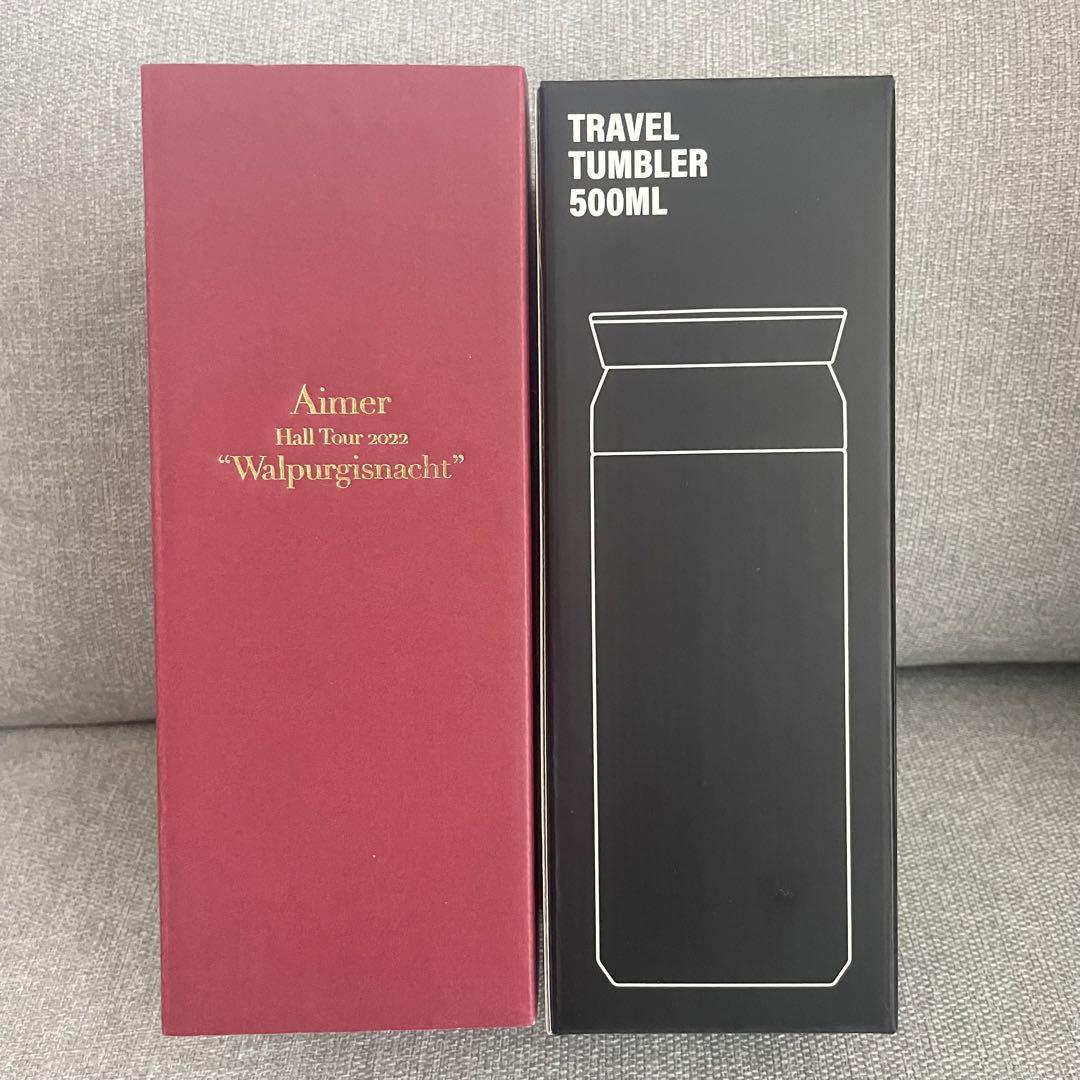 Aimer
Hall Tour 2022
“Walpurgisnacht”
TRAVEL
TUMBLER
500ML